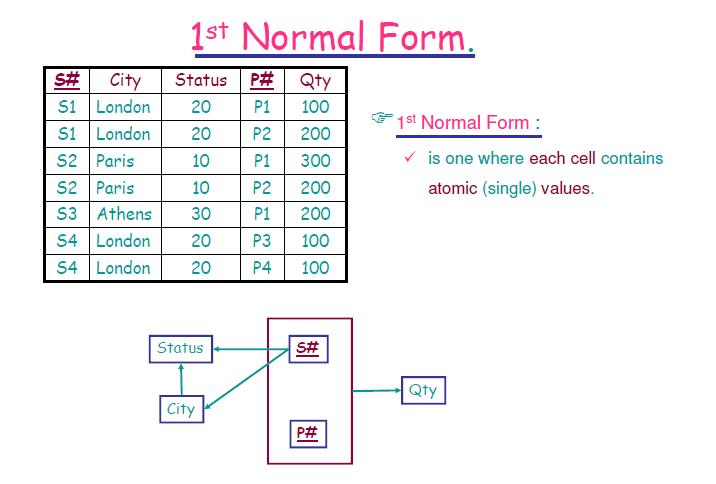 1st Normal Form.
S# City Status P# Qty
S1 London 20 P1 100
S1 London 20 P2 200
S2 Paris 10 P1 300
S2 Paris 10 P2 200
S3 Athens 30 P1 200
S4 London 20 P3 100
S4 London 20 P4 100
☞ 1st Normal Form :
✓ is one where each cell contains
atomic (single) values.
Status
S#
City
Qty
P#